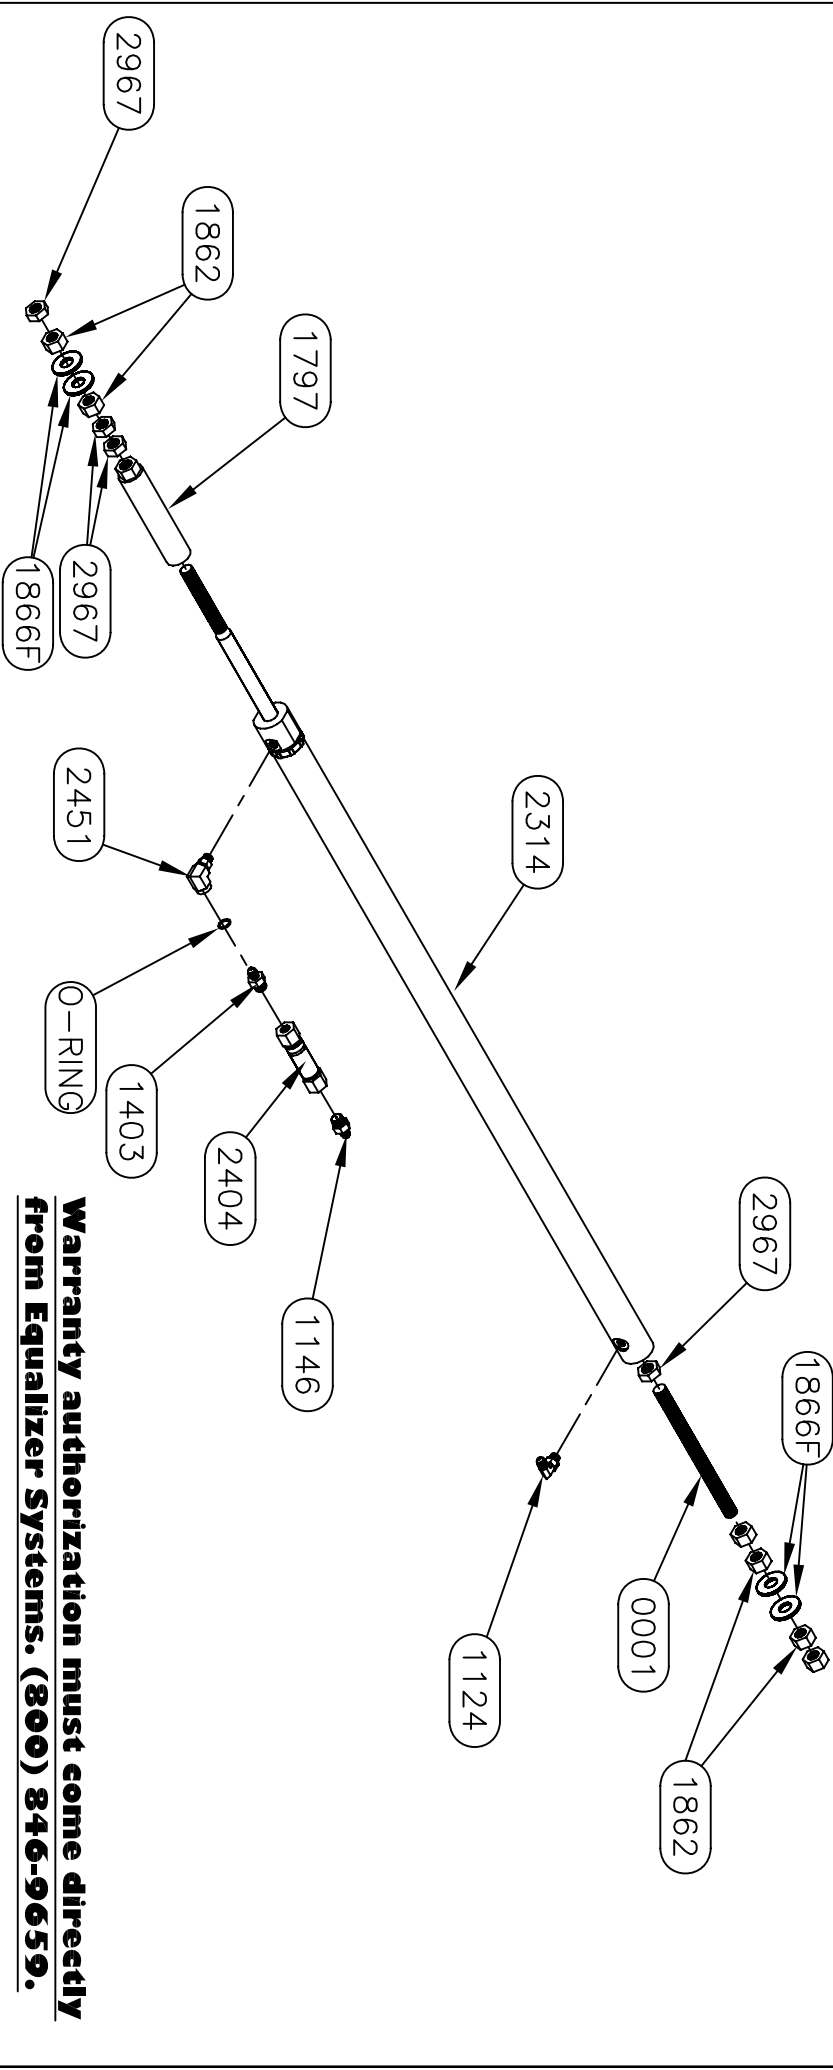 2967
1862
1797
2967
1866F
2451
2314
O-RING
1403
2404
1146
2967
1866F
0001
1124
1862
Warranty authorization must come directly
from Equalizer Systems. (800) 846-9659.